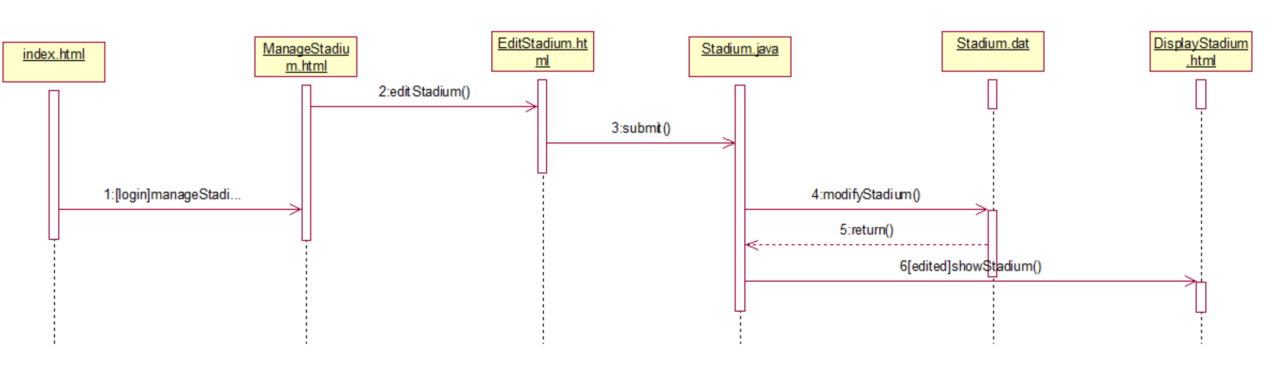 index.html
ManageStadiu
m.html
EditStadium.ht
ml
Stadium.java
Stadium.dat
DisplayStadium
.html
2:editStadium()
3:submit()
1:[login]manageStadi...
4:modifyStadium()
5:return()
6[edited]showStadium()